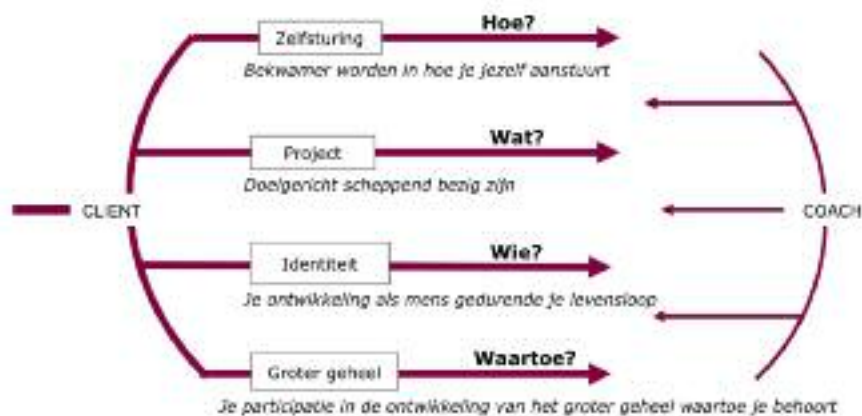 Hoe?
Zelfsturing
Bekwamer worden in hoe je jezelf aanstuurt
Wat?
Project
Doelgericht scheppend bezig zijn
CLIENT
COACH
Wie?
Identiteit
Je ontwikkeling als mens gedurende je levensloop
Waartoe?
Groter geheel
Je participatie in de ontwikkeling van het groter geheel waartoe je behoort